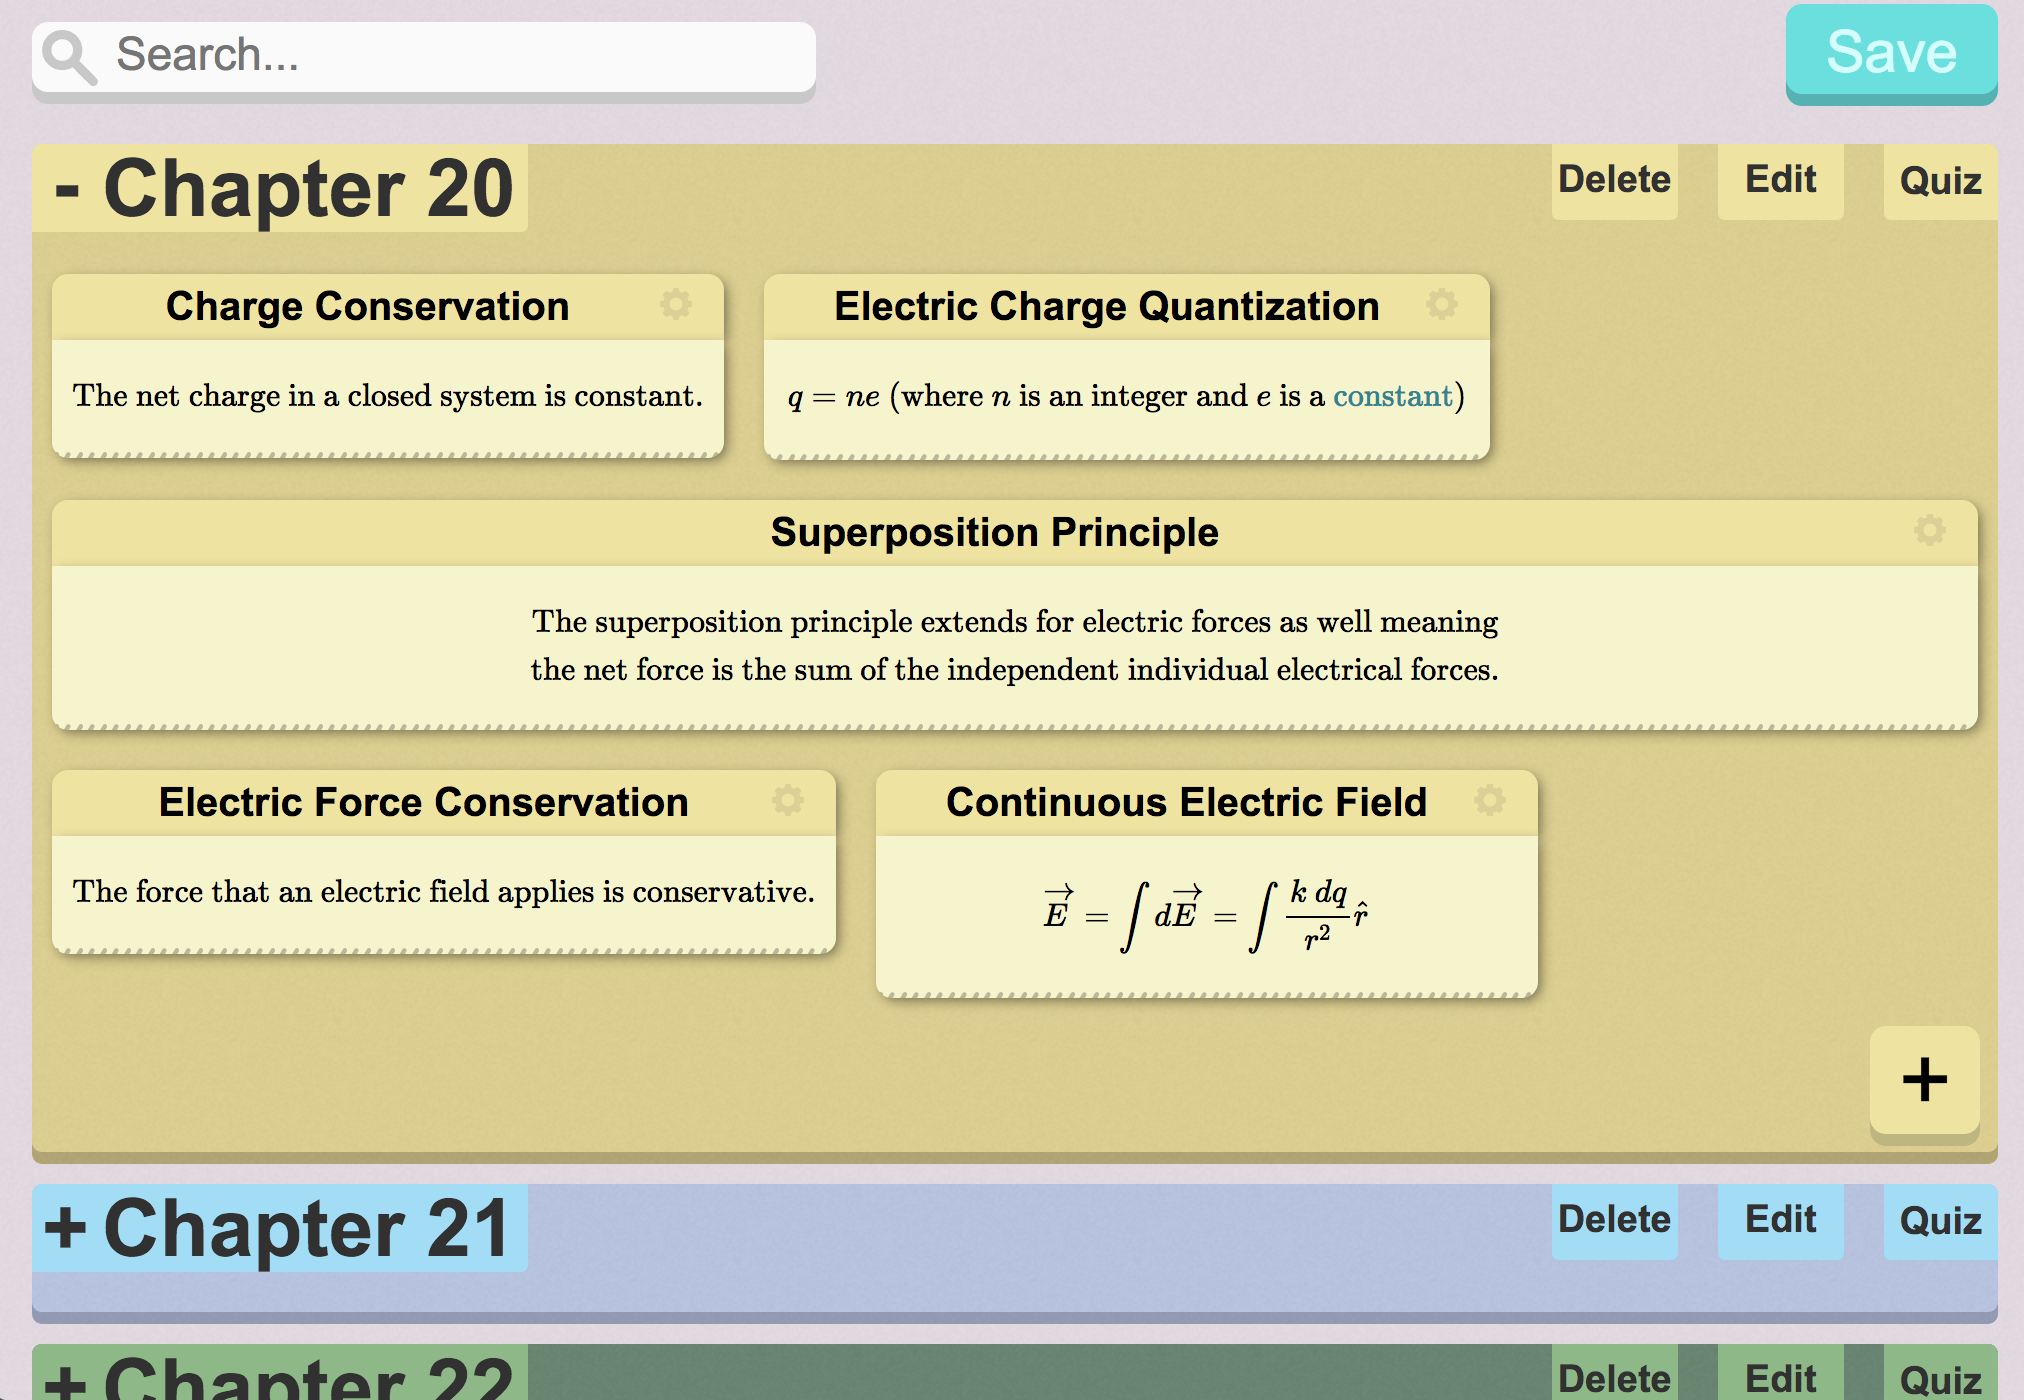 Search...
Save
- Chapter 20
Delete
Edit
Quiz
Charge Conservation
The net charge in a closed system is constant.
Electric Charge Quantization
q = ne (where n is an integer and e is a constant)
Superposition Principle
The superposition principle extends for electric forces as well meaning
the net force is the sum of the independent individual electrical forces.
Electric Force Conservation
The force that an electric field applies is conservative.
Continuous Electric Field
$\overrightarrow{E} = \int d\overrightarrow{E} = \int \frac{k \, dq}{r^2} \hat{r}$
+
+ Chapter 21
Delete
Edit
Quiz
+ Chapter 22
Delete
Edit
Quiz